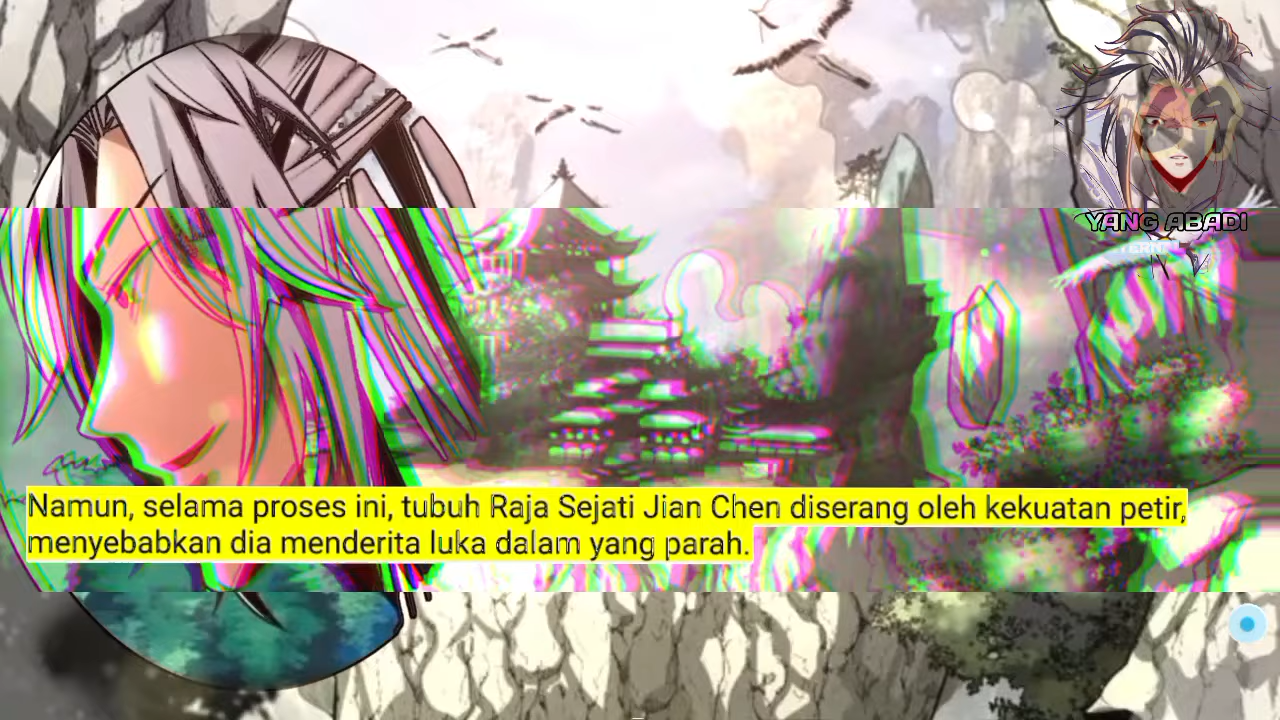 YANG ABADI
Namun, selama proses ini, tubuh Raja Sejati Jian Chen diserang oleh kekuatan petir,
menyebabkan dia menderita luka dalam yang parah.